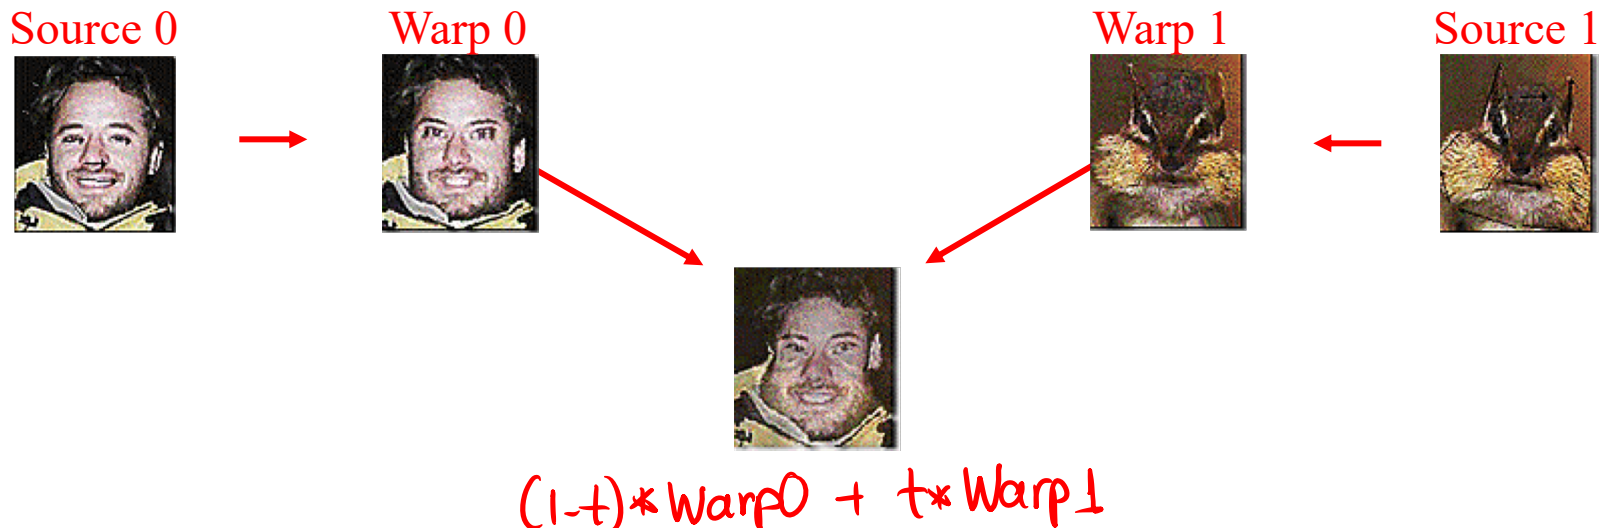 Source 0 Warp 0 Warp 1 Source 1
(1-t)*Warp0 + t*Warp1